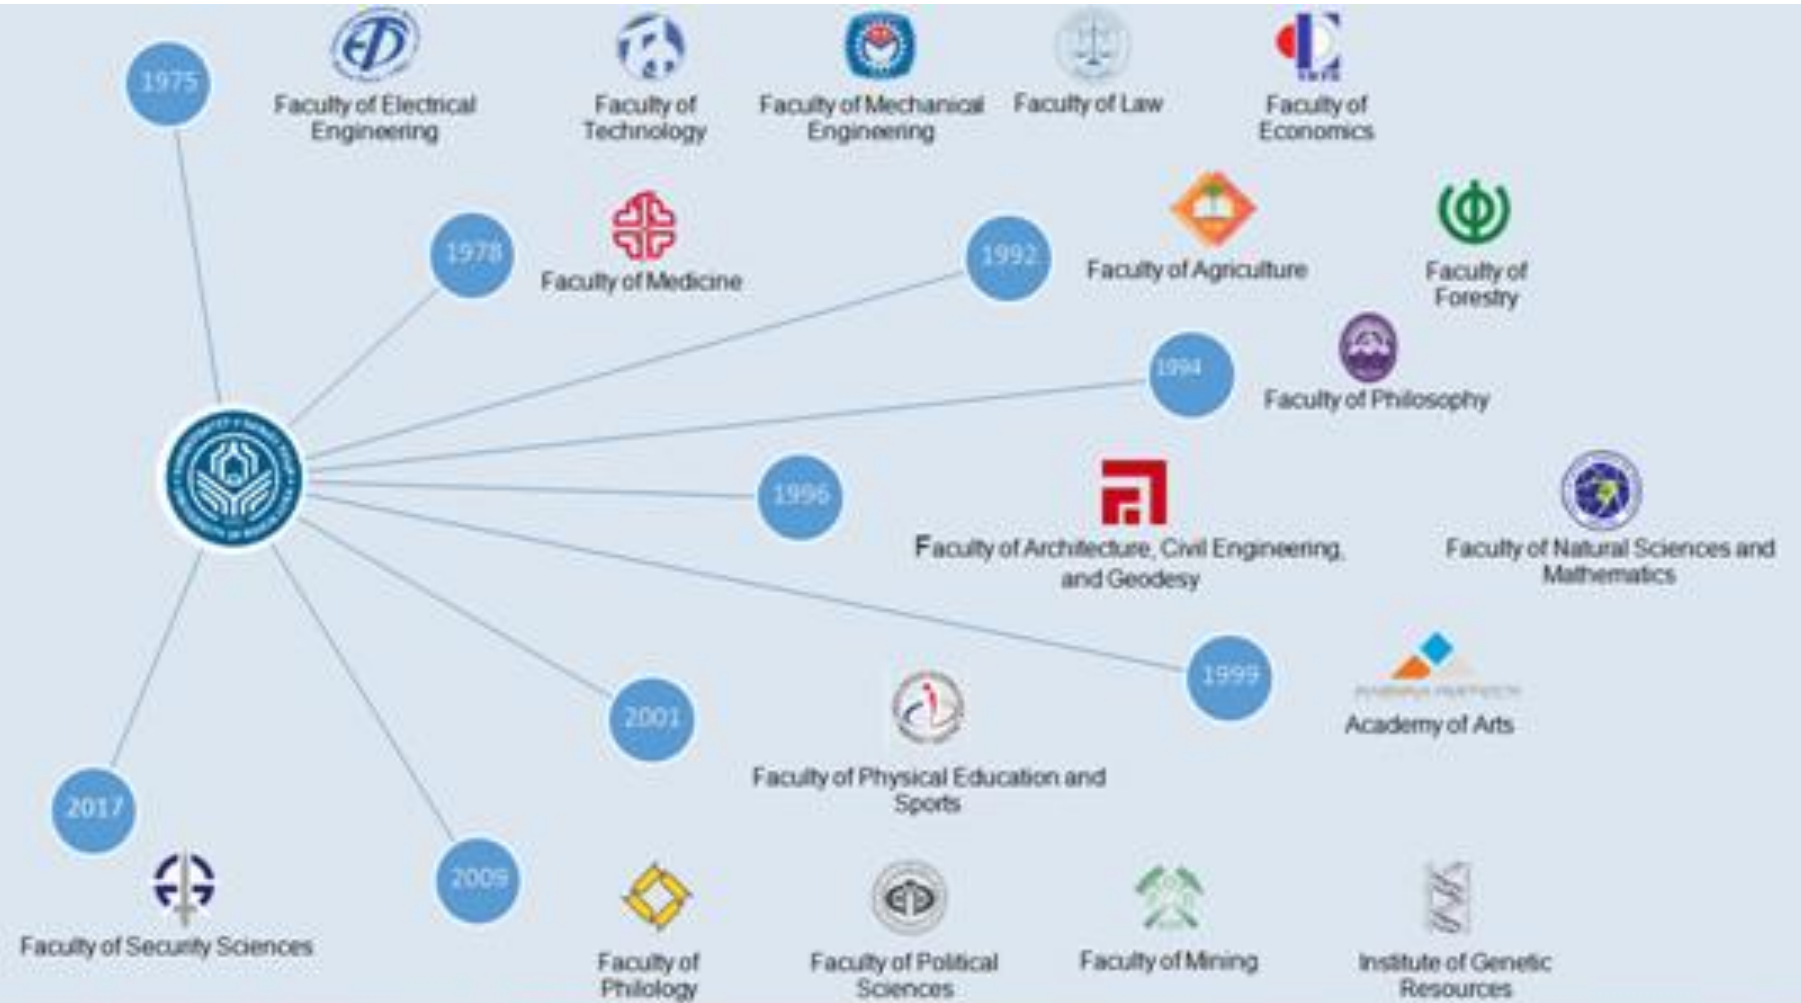 1975
Faculty of Electrical
Engineering
Faculty of
Technology
Faculty of Mechanical
Engineering
Faculty of Law
Faculty of
Economics
1978
Faculty of Medicine
1992
Faculty of Agriculture
Faculty of
Forestry
1994
Faculty of Philosophy
1996
Faculty of Architecture, Civil Engineering,
and Geodesy
Faculty of Natural Sciences and
Mathematics
1999
Academy of Arts
2001
Faculty of Physical Education and
Sports
2017
Faculty of Security Sciences
2009
Faculty of
Philology
Faculty of Political
Sciences
Faculty of Mining
Institute of Genetic
Resources